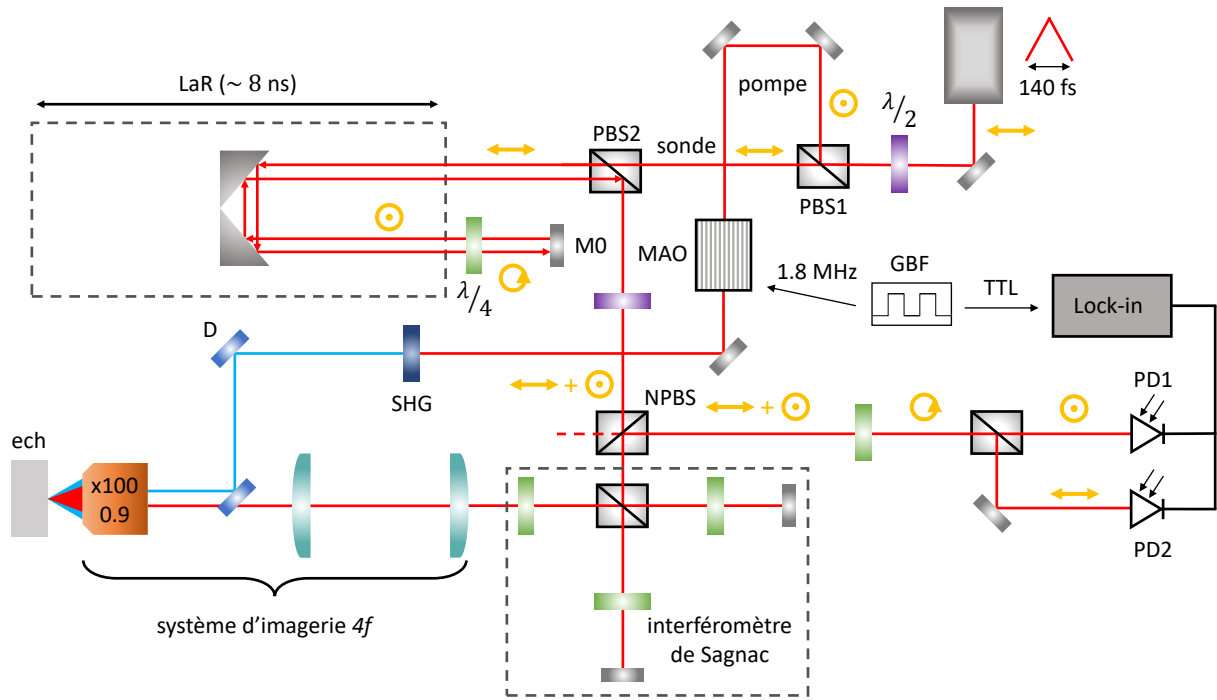 LaR (~ 8 ns)
140 fs
pompe
λ/2
PBS2
sonde
PBS1
M0
λ/4
MAO
1.8 MHz
GBF
TTL
Lock-in
D
SHG
+
NPBS
+
PD1
ech
x100
0.9
PD2
système d'imagerie 4f
interféromètre
de Sagnac